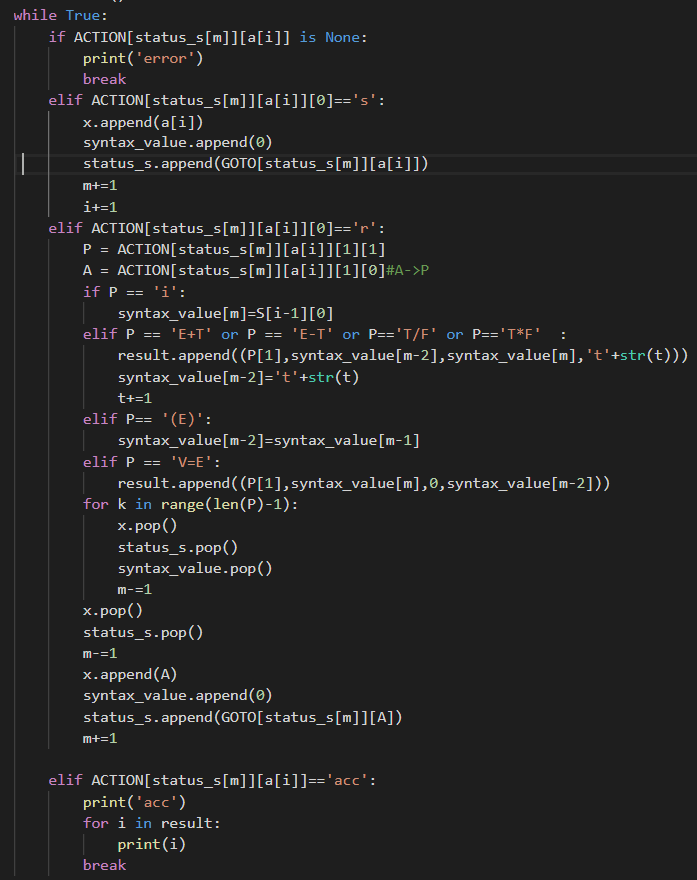 while True:
    if ACTION[status_s[m]][a[i]] is None:
        print('error')
        break
    elif ACTION[status_s[m]][a[i]][0]=='s':
        x.append(a[i])
        syntax_value.append(0)
        status_s.append(GOTO[status_s[m]][a[i]])
        m+=1
        i+=1
    elif ACTION[status_s[m]][a[i]][0]=='r':
        P = ACTION[status_s[m]][a[i]][1][1]
        A = ACTION[status_s[m]][a[i]][1][0]#A->P
        if P == 'i':
            syntax_value[m]=S[i-1][0]
        elif P == 'E+T' or P == 'E-T' or P=='T/F' or P=='T*F'  :
            result.append((P[1],syntax_value[m-2],syntax_value[m],'t'+str(t)))
            syntax_value[m-2]='t'+str(t)
            t+=1
        elif P== '(E)':
            syntax_value[m-2]=syntax_value[m-1]
        elif P == 'V=E':
            result.append((P[1],syntax_value[m],0,syntax_value[m-2]))
        for k in range(len(P)-1):
            x.pop()
            status_s.pop()
            syntax_value.pop()
            m-=1
        x.pop()
        status_s.pop()
        m-=1
        x.append(A)
        syntax_value.append(0)
        status_s.append(GOTO[status_s[m]][A])
        m+=1
    elif ACTION[status_s[m]][a[i]]=='acc':
        print('acc')
        for i in result:
            print(i)
        break